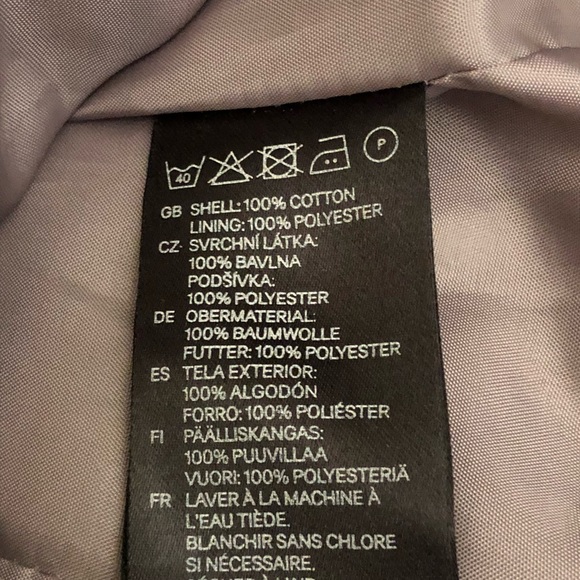 40 P
GB SHELL: 100% COTTON
LINING: 100% POLYESTER
CZ- SVRCHNÍ LÁTKA:
100% BAVLNA
PODŠÍVKA:
100% POLYESTER
DE OBERMATERIAL:
100% BAUMWOLLE
FUTTER: 100% POLYESTER
ES TELA EXTERIOR:
100% ALGODÓN
FORRO: 100% POLIÉSTER
FI PÄÄLLISKANGAS:
100% PUUVILLAA
VUORI: 100% POLYESTERIÄ
FR LAVER À LA MACHINE À
L'EAU TIÈDE.
BLANCHIR SANS CHLORE
SI NÉCESSAIRE.